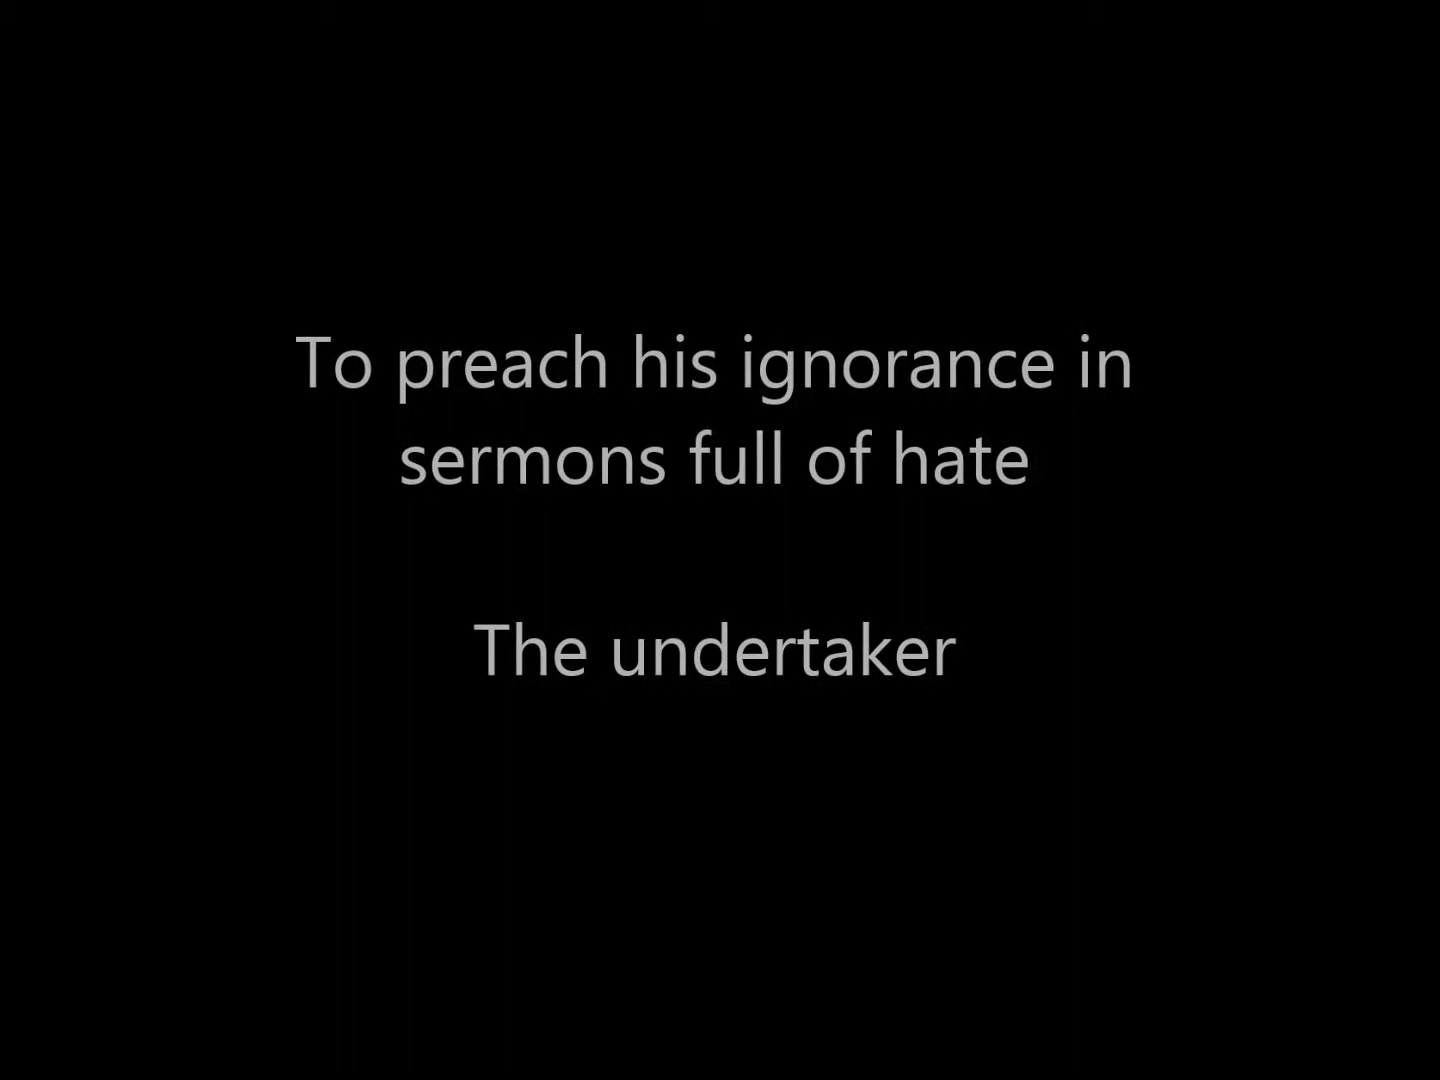 To preach his ignorance in
sermons full of hate
The undertaker